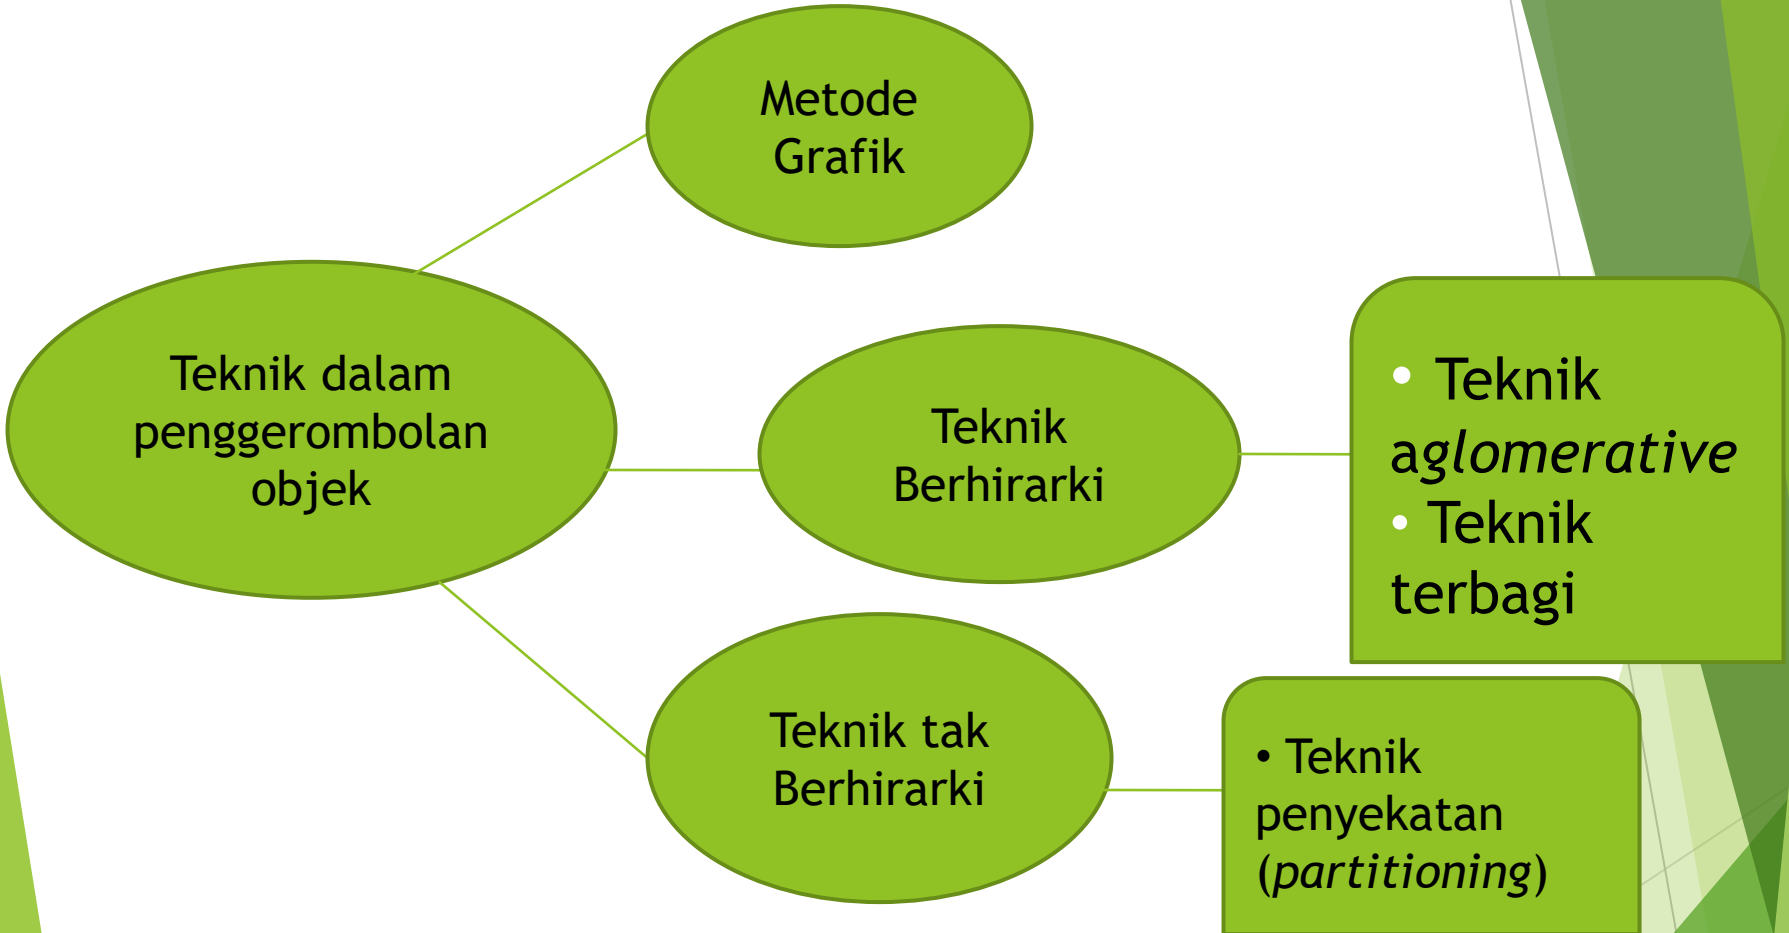 Metode
Grafik
Teknik dalam
penggerombolan
objek
Teknik
Berhirarki
• Teknik
aglomerative
• Teknik
terbagi
Teknik tak
Berhirarki
• Teknik
penyekatan
(partitioning)